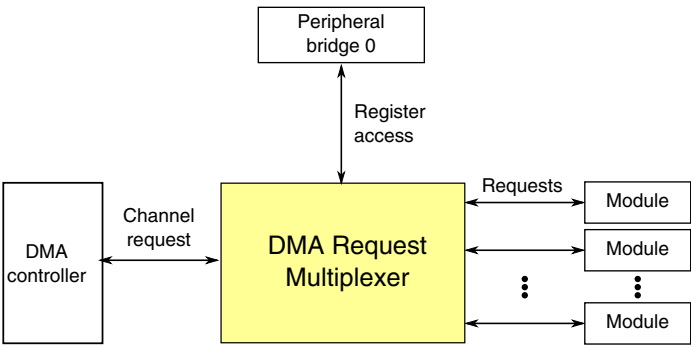 Peripheral
bridge 0
Register
access
Requests
Module
Channel
request
DMA
controller
DMA Request
Multiplexer
Module
Module